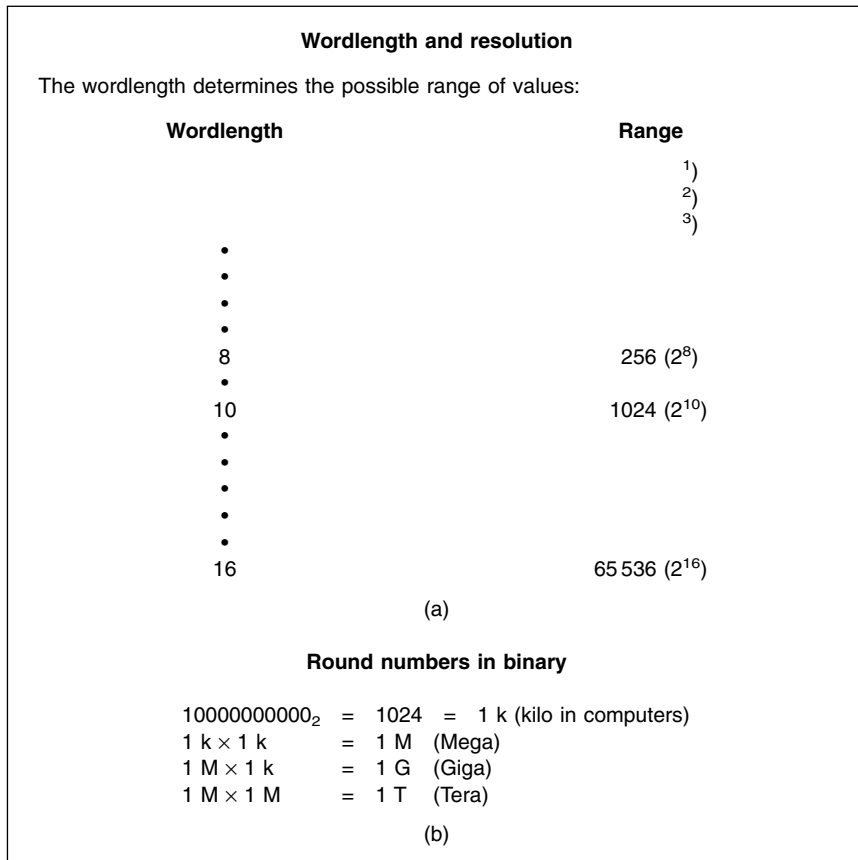 Wordlength and resolution
The wordlength determines the possible range of values:
Wordlength Range
¹)
²)
³)
•
•
•
•
8 256 (2⁸)
•
10 1024 (2¹⁰)
•
•
•
•
•
16 65 536 (2¹⁶)
(a)
Round numbers in binary
10000000000₂ = 1024 = 1 k (kilo in computers)
1 k × 1 k = 1 M (Mega)
1 M × 1 k = 1 G (Giga)
1 M × 1 M = 1 T (Tera)
(b)